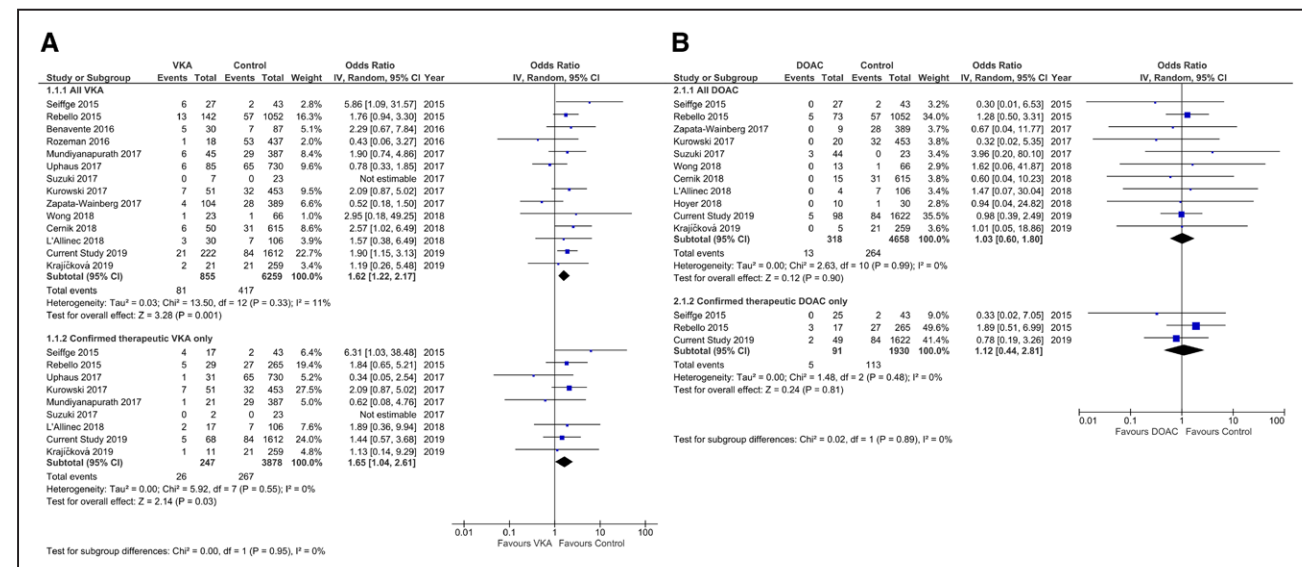 A
VKA Control Odds Ratio Odds Ratio
Study or Subgroup Events Total Events Total Weight IV, Random, 95% CI Year IV, Random, 95% CI
1.1.1 All VKA
Seiffge 2015 6 27 2 43 2.8% 5.86 [1.09, 31.57] 2015
Rebello 2015 13 142 57 1052 16.3% 1.76 [0.94, 3.30] 2015
Benavente 2016 5 30 7 87 5.1% 2.29 [0.67, 7.84] 2016
Rozeman 2016 1 18 53 437 2.0% 0.43 [0.06, 3.27] 2016
Mundiyanapurath 2017 6 45 29 387 8.4% 1.90 [0.74, 4.86] 2017
Uphaus 2017 6 85 65 730 9.6% 0.78 [0.33, 1.85] 2017
Suzuki 2017 0 7 0 23 Not estimable 2017
Kurowski 2017 7 51 32 453 9.4% 2.09 [0.87, 5.02] 2017
Zapata-Wainberg 2017 4 104 28 389 7.0% 0.52 [0.18, 1.50] 2017
Wong 2018 1 23 1 66 1.0% 2.95 [0.18, 49.25] 2018
Cernik 2018 6 50 31 615 8.6% 2.57 [1.02, 6.49] 2018
L'Allinec 2018 3 30 7 106 4.0% 1.57 [0.38, 6.49] 2018
Current Study 2019 21 222 84 1612 22.7% 1.90 [1.15, 3.13] 2019
Krajíčková 2019 2 21 21 259 3.4% 1.19 [0.26, 5.48] 2019
Subtotal (95% CI) 855 6259 100.0% 1.62 [1.22, 2.17]
Total events 81 417
Heterogeneity: Tau² = 0.03; Chi² = 13.50, df = 12 (P = 0.33); I² = 11%
Test for overall effect: Z = 3.28 (P = 0.001)
1.1.2 Confirmed therapeutic VKA only
Seiffge 2015 4 17 2 43 6.4% 6.31 [1.03, 38.48] 2015
Rebello 2015 5 29 27 265 19.4% 1.84 [0.65, 5.21] 2015
Uphaus 2017 1 31 65 730 5.2% 0.34 [0.05, 2.54] 2017
Kurowski 2017 7 51 32 453 27.5% 2.09 [0.87, 5.02] 2017
Mundiyanapurath 2017 1 21 29 387 5.0% 0.62 [0.08, 4.76] 2017
Suzuki 2017 0 2 0 23 Not estimable 2017
L'Allinec 2018 2 17 7 106 7.6% 1.89 [0.36, 9.94] 2018
Current Study 2019 5 68 84 1612 24.0% 1.44 [0.57, 3.68] 2019
Krajíčková 2019 1 11 21 259 4.8% 1.13 [0.14, 9.29] 2019
Subtotal (95% CI) 247 3878 100.0% 1.65 [1.04, 2.61]
Total events 26 267
Heterogeneity: Tau² = 0.00; Chi² = 5.92, df = 7 (P = 0.55); I² = 0%
Test for overall effect: Z = 2.14 (P = 0.03)
0.01 0.1 1 10 100
Favours VKA Favours Control
Test for subgroup differences: Chi² = 0.00, df = 1 (P = 0.95), I² = 0%
B
DOAC Control Odds Ratio Odds Ratio
Study or Subgroup Events Total Events Total Weight IV, Random, 95% CI Year IV, Random, 95% CI
2.1.1 All DOAC
Seiffge 2015 0 27 2 43 3.2% 0.30 [0.01, 6.53] 2015
Rebello 2015 5 73 57 1052 34.0% 1.28 [0.50, 3.31] 2015
Zapata-Wainberg 2017 0 9 28 389 3.7% 0.67 [0.04, 11.77] 2017
Kurowski 2017 0 20 32 453 3.8% 0.32 [0.02, 5.35] 2017
Suzuki 2017 3 44 0 23 3.4% 3.96 [0.20, 80.10] 2017
Wong 2018 0 13 1 66 2.8% 1.62 [0.06, 41.87] 2018
Cernik 2018 0 15 31 615 3.8% 0.60 [0.04, 10.23] 2018
L'Allinec 2018 0 4 7 106 3.4% 1.47 [0.07, 30.04] 2018
Hoyer 2018 0 10 1 30 2.8% 0.94 [0.04, 24.82] 2018
Current Study 2019 5 98 84 1622 35.5% 0.98 [0.39, 2.49] 2019
Krajíčková 2019 0 5 21 259 3.6% 1.01 [0.05, 18.86] 2019
Subtotal (95% CI) 318 4658 100.0% 1.03 [0.60, 1.80]
Total events 13 264
Heterogeneity: Tau² = 0.00; Chi² = 2.63, df = 10 (P = 0.99); I² = 0%
Test for overall effect: Z = 0.12 (P = 0.90)
2.1.2 Confirmed therapeutic DOAC only
Seiffge 2015 0 25 2 43 9.0% 0.33 [0.02, 7.05] 2015
Rebello 2015 3 17 27 265 49.6% 1.89 [0.51, 6.99] 2015
Current Study 2019 2 49 84 1622 41.4% 0.78 [0.19, 3.26] 2019
Subtotal (95% CI) 91 1930 100.0% 1.12 [0.44, 2.81]
Total events 5 113
Heterogeneity: Tau² = 0.00; Chi² = 1.48, df = 2 (P = 0.48); I² = 0%
Test for overall effect: Z = 0.24 (P = 0.81)
0.01 0.1 1 10 100
Favours DOAC Favours Control
Test for subgroup differences: Chi² = 0.02, df = 1 (P = 0.89), I² = 0%